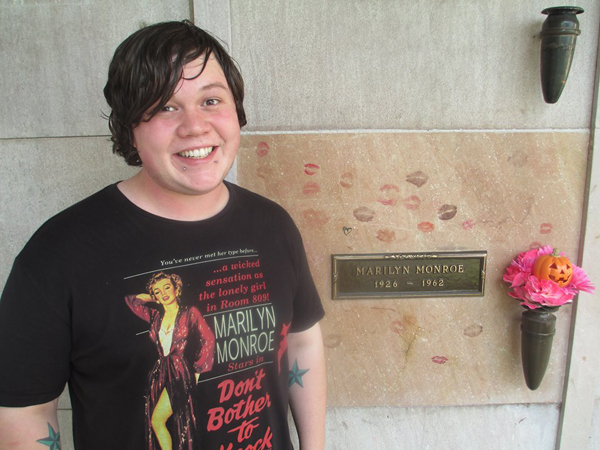 You've never met her type before...
...a wicked
sensation as
the lonely girl
in Room 809!
MARILYN
MONROE
Stars in
Don't
Bother
to
Knock
MARILYN MONROE
1926 – 1962